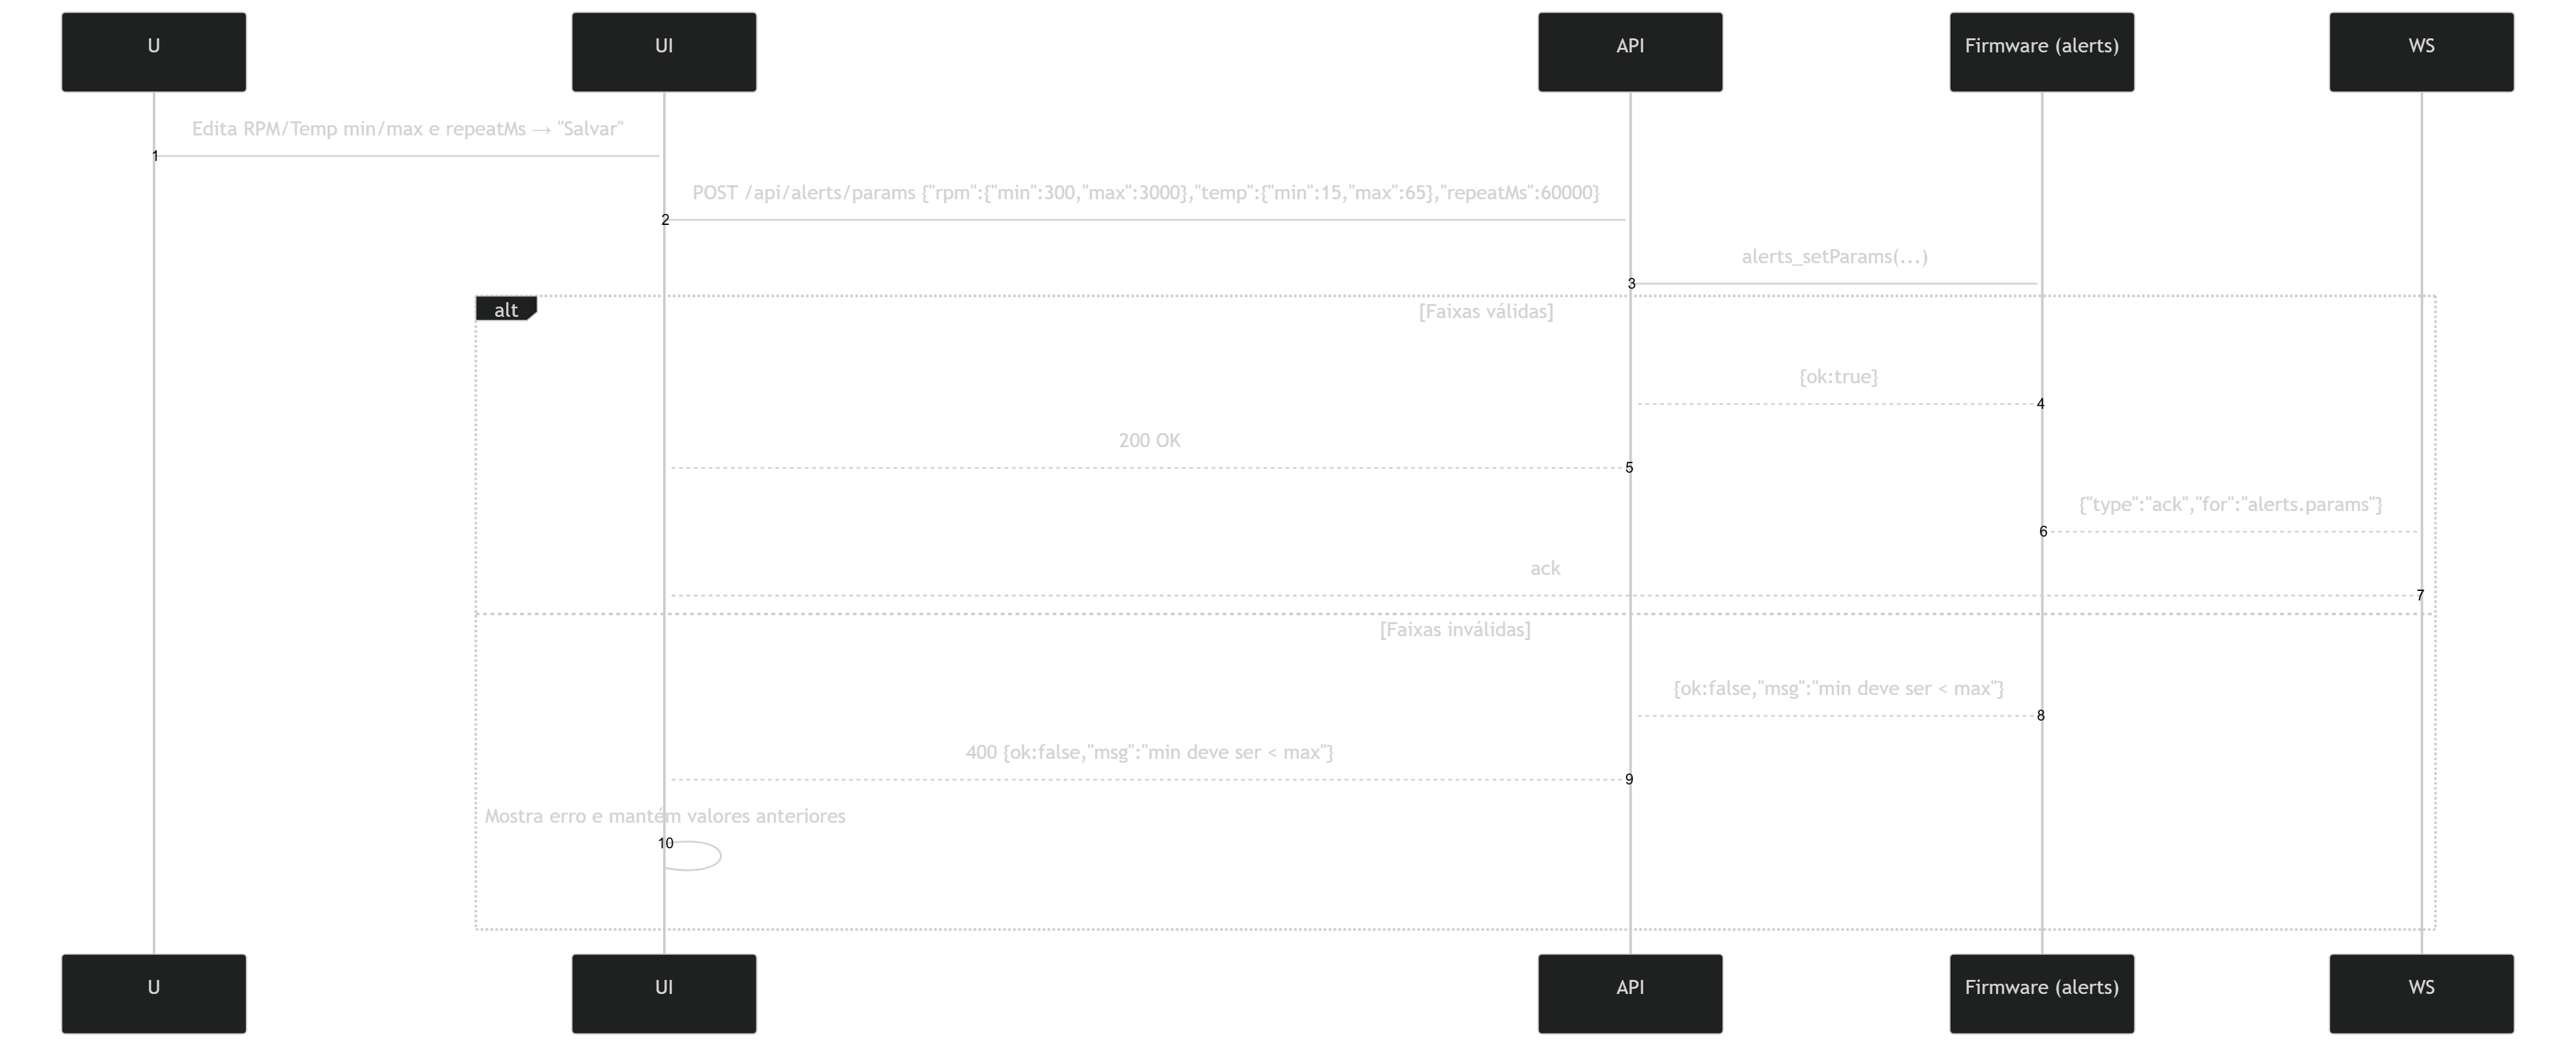 U
UI
API
Firmware (alerts)
WS
Edita RPM/Temp min/max e repeatMs → "Salvar"
1
POST /api/alerts/params {"rpm":{"min":300,"max":3000},"temp":{"min":15,"max":65},"repeatMs":60000}
2
alerts_setParams(...)
3
alt
[Faixas válidas]
{ok:true}
4
200 OK
5
{"type":"ack","for":"alerts.params"}
6
ack
7
[Faixas inválidas]
{ok:false,"msg":"min deve ser < max"}
8
400 {ok:false,"msg":"min deve ser < max"}
9
Mostra erro e mantém valores anteriores
10
U
UI
API
Firmware (alerts)
WS